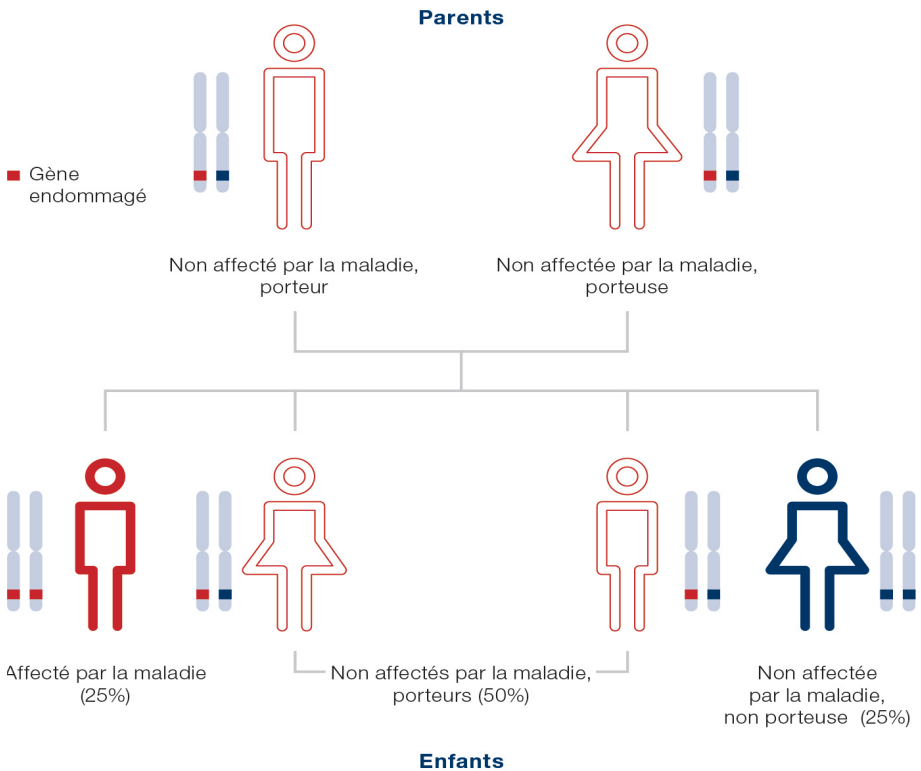 Parents
Gène
endommagé
Non affecté par la maladie,
porteur
Non affectée par la maladie,
porteuse
Affecté par la maladie
(25%)
Non affectés par la maladie,
porteurs (50%)
Non affectée
par la maladie,
non porteuse (25%)
Enfants